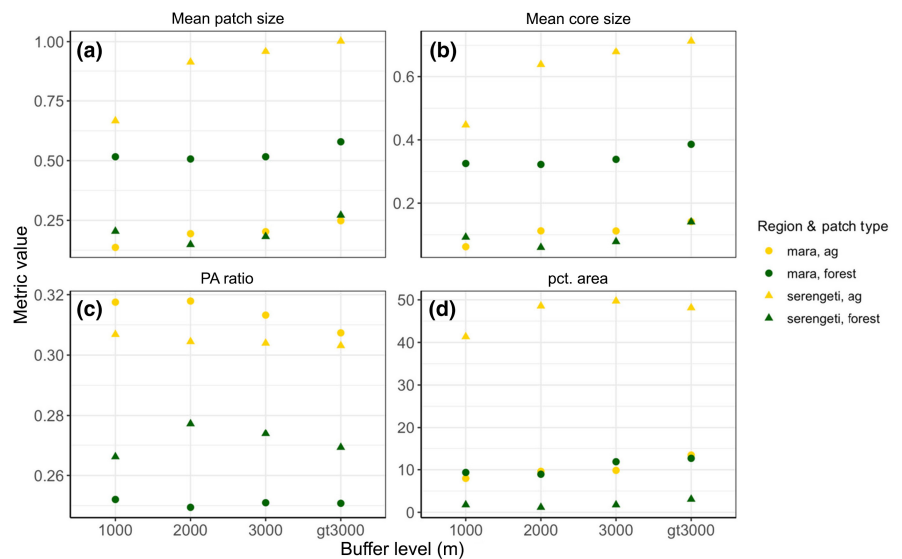 Mean patch size
Mean core size
(a)
(b)
1.00
0.75
0.50
0.25
0.6
0.4
0.2
PA ratio
pct. area
(c)
(d)
0.32
0.30
0.28
0.26
50
40
30
20
10
0
1000 2000 3000 gt3000
1000 2000 3000 gt3000
Metric value
Buffer level (m)
Region & patch type
mara, ag
mara, forest
serengeti, ag
serengeti, forest